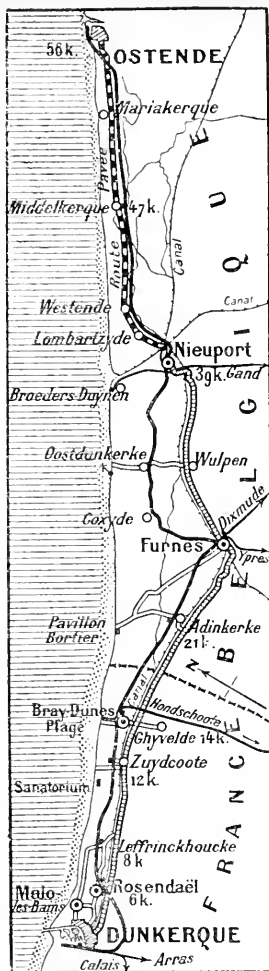 OSTENDE
56k.
Mariakerque
Pavée
Middelkerque
47k.
Route
Canal
Canal
Westende
Lombartzyde
Nieuport
39k.
Gand
Broeders-Duynen
Oostdunkerke
Wulpen
Dixmude
Coxyde
Furnes
Ypres
Pavillon
Bortier
Adinkerke
21k.
N
BELGIQUE
Canal
Hondschoote
Bray-Dunes
Plage
Ghyvelde 14k.
Zuydcoote
12k.
Sanatorium
FRANCE
Leffrinckhoucke
8k
Malo-
les-Bains
Rosendaël
6k.
DUNKERQUE
Calais
Arras